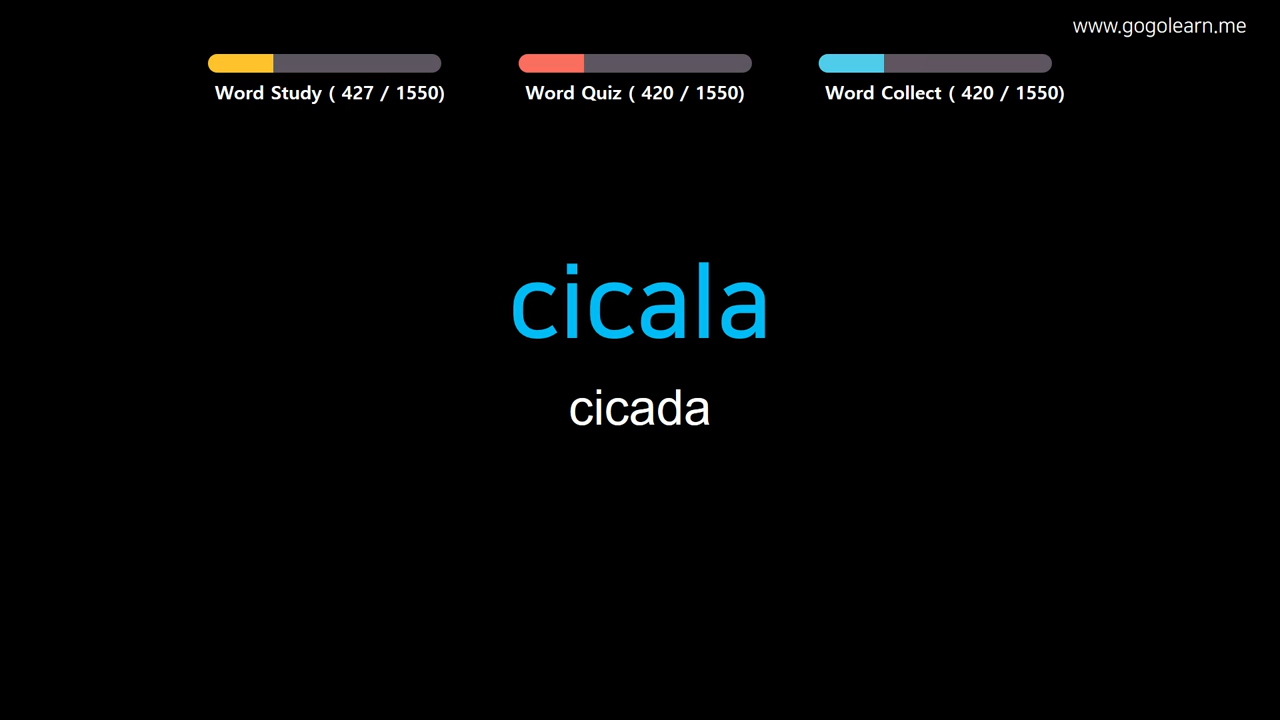 www.gogolearn.me
Word Study ( 427 / 1550)
Word Quiz ( 420 / 1550)
Word Collect ( 420 / 1550)
cicala
cicada